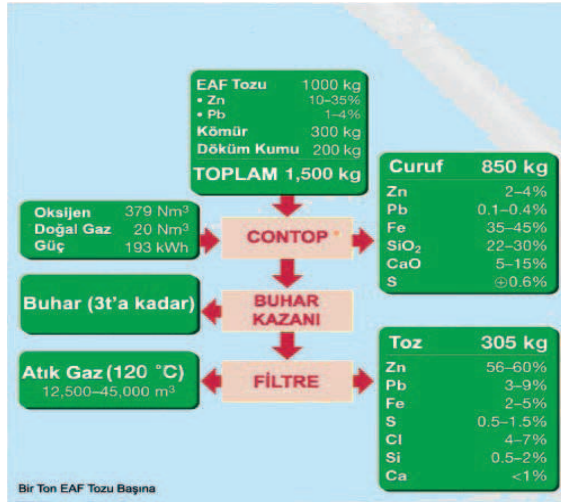 EAF Tozu 1000 kg
• Zn 10–35%
• Pb 1–4%
Kömür 300 kg
Döküm Kumu 200 kg
TOPLAM 1,500 kg
Oksijen 379 Nm³
Doğal Gaz 20 Nm³
Güç 193 kWh
CONTOP
Curuf 850 kg
Zn 2–4%
Pb 0.1–0.4%
Fe 35–45%
SiO₂ 22–30%
CaO 5–15%
S ⊕0.6%
Buhar (3t'a kadar)
BUHAR
KAZANI
Atık Gaz (120 °C)
12,500–45,000 m³
FİLTRE
Toz 305 kg
Zn 56–60%
Pb 3–9%
Fe 2–5%
S 0.5–1.5%
Cl 4–7%
Si 0.5–2%
Ca <1%
Bir Ton EAF Tozu Başına